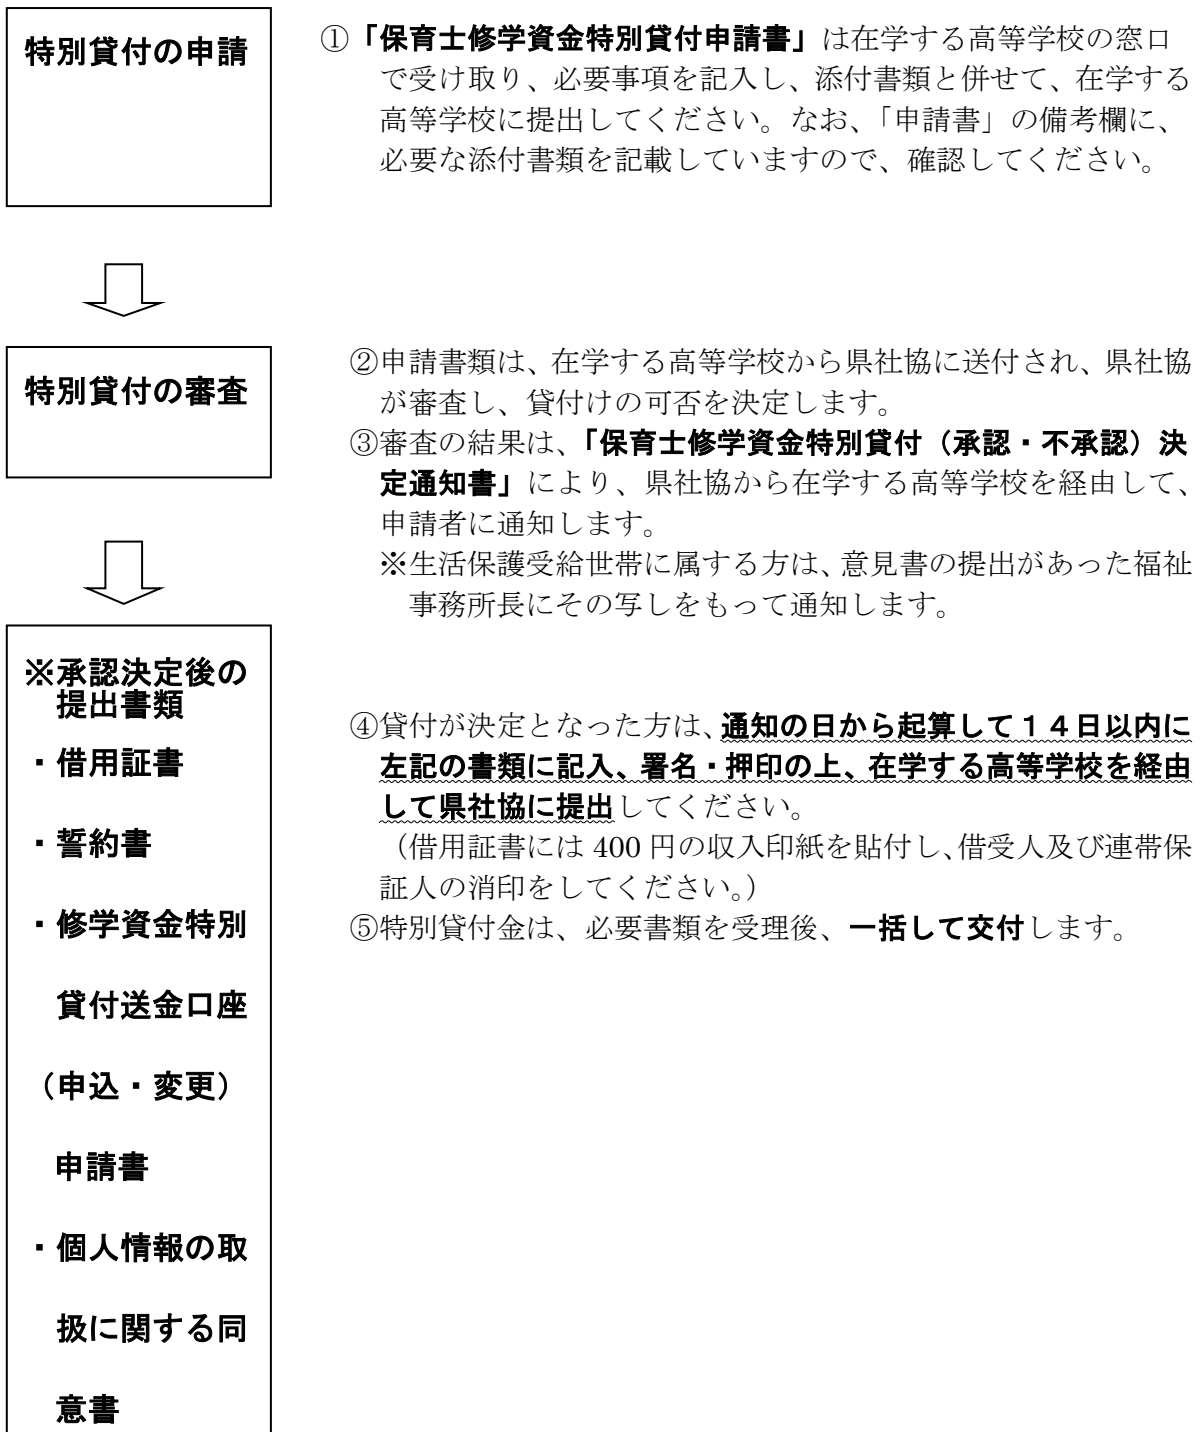 特別貸付の申請
①「保育士修学資金特別貸付申請書」は在学する高等学校の窓口
で受け取り、必要事項を記入し、添付書類と併せて、在学する
高等学校に提出してください。なお、「申請書」の備考欄に、
必要な添付書類を記載していますので、確認してください。
特別貸付の審査
②申請書類は、在学する高等学校から県社協に送付され、県社協
が審査し、貸付けの可否を決定します。
③審査の結果は、「保育士修学資金特別貸付（承認・不承認）決
定通知書」により、県社協から在学する高等学校を経由して、
申請者に通知します。
※生活保護受給世帯に属する方は、意見書の提出があった福祉
事務所長にその写しをもって通知します。
※承認決定後の
提出書類
・借用証書
・誓約書
・修学資金特別
貸付送金口座
（申込・変更）
申請書
・個人情報の取
扱に関する同
意書
④貸付が決定となった方は、通知の日から起算して１４日以内に
左記の書類に記入、署名・押印の上、在学する高等学校を経由
して県社協に提出してください。
（借用証書には 400 円の収入印紙を貼付し、借受人及び連帯保
証人の消印をしてください。）
⑤特別貸付金は、必要書類を受理後、一括して交付します。